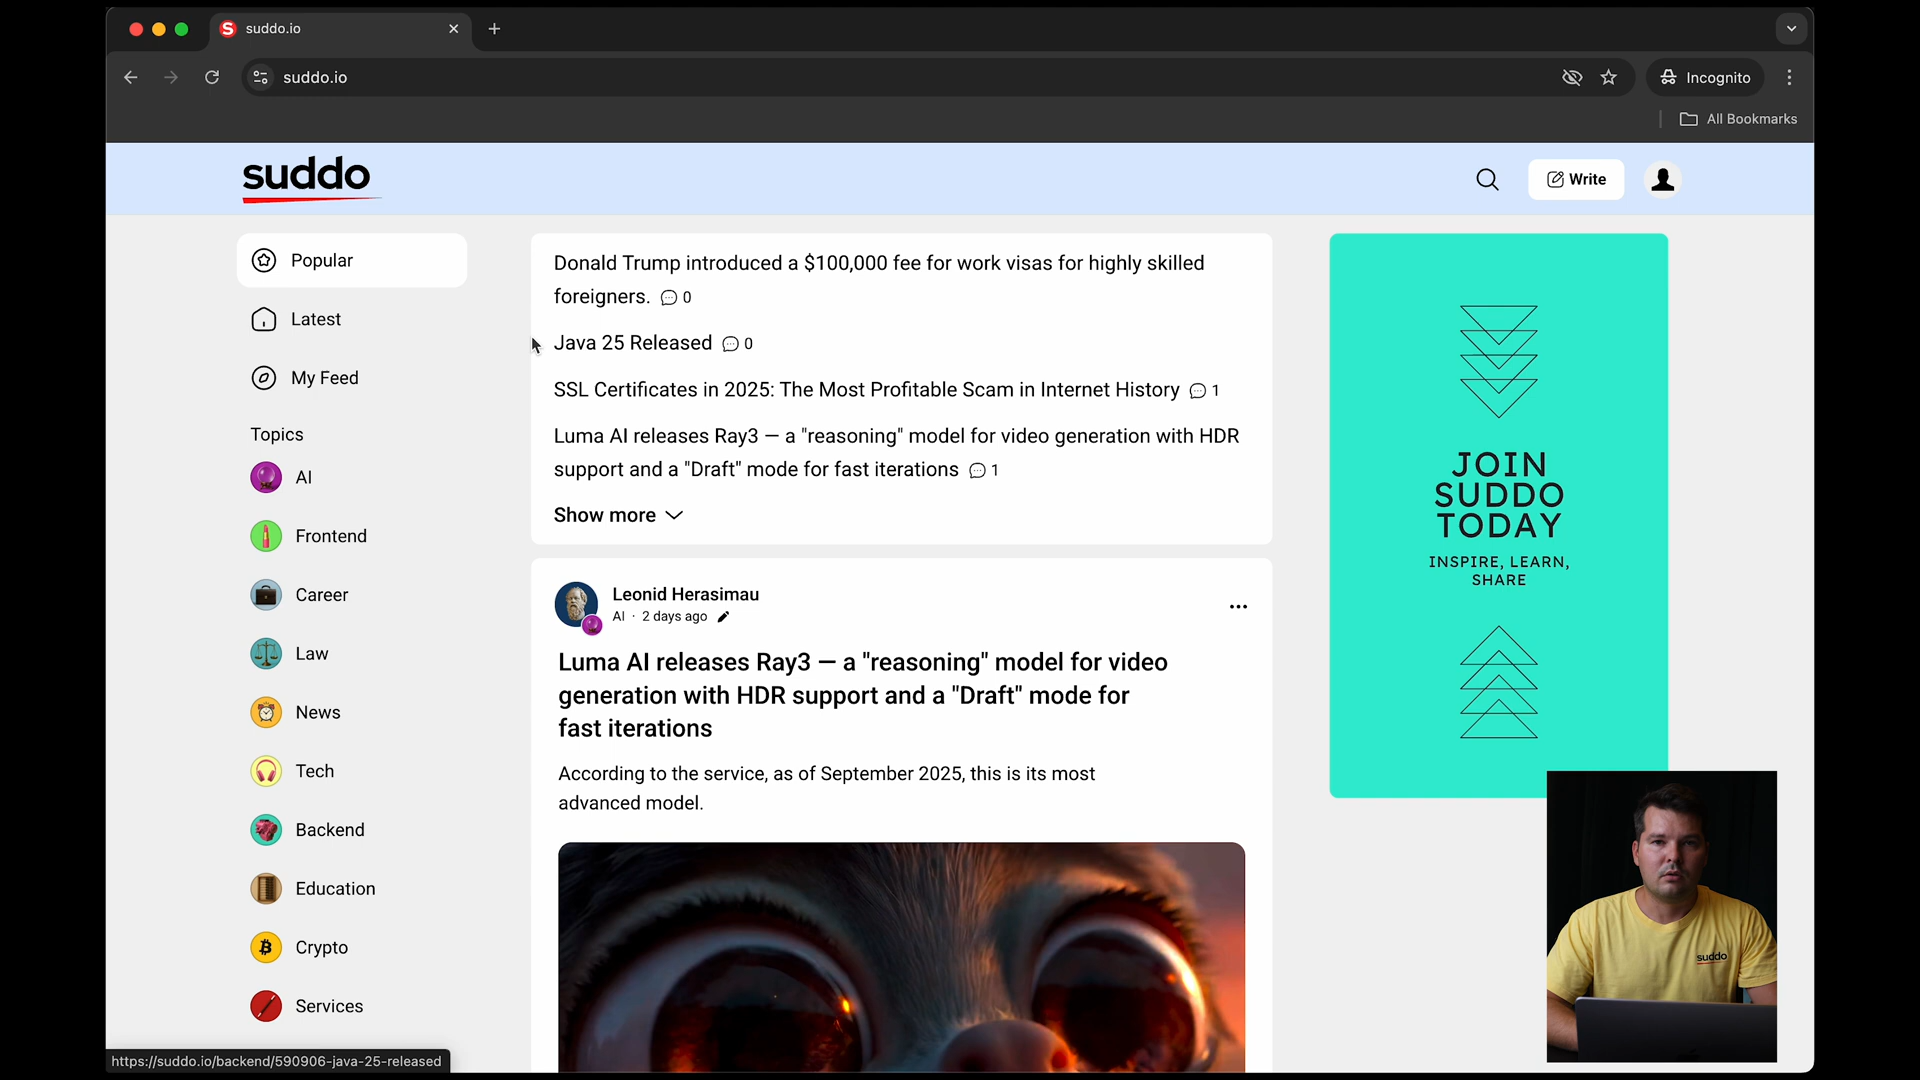 S suddo.io
suddo.io
Incognito
All Bookmarks
suddo
Write
Popular
Latest
My Feed
Topics
AI
Frontend
Career
Law
News
Tech
Backend
Education
Crypto
Services
Donald Trump introduced a $100,000 fee for work visas for highly skilled
foreigners. 0
Java 25 Released 0
SSL Certificates in 2025: The Most Profitable Scam in Internet History 1
Luma AI releases Ray3 — a "reasoning" model for video generation with HDR
support and a "Draft" mode for fast iterations 1
Show more
Leonid Herasimau
AI · 2 days ago
Luma AI releases Ray3 — a "reasoning" model for video
generation with HDR support and a "Draft" mode for
fast iterations
According to the service, as of September 2025, this is its most
advanced model.
JOIN
SUDDO
TODAY
INSPIRE, LEARN,
SHARE
suddo
https://suddo.io/backend/590906-java-25-released